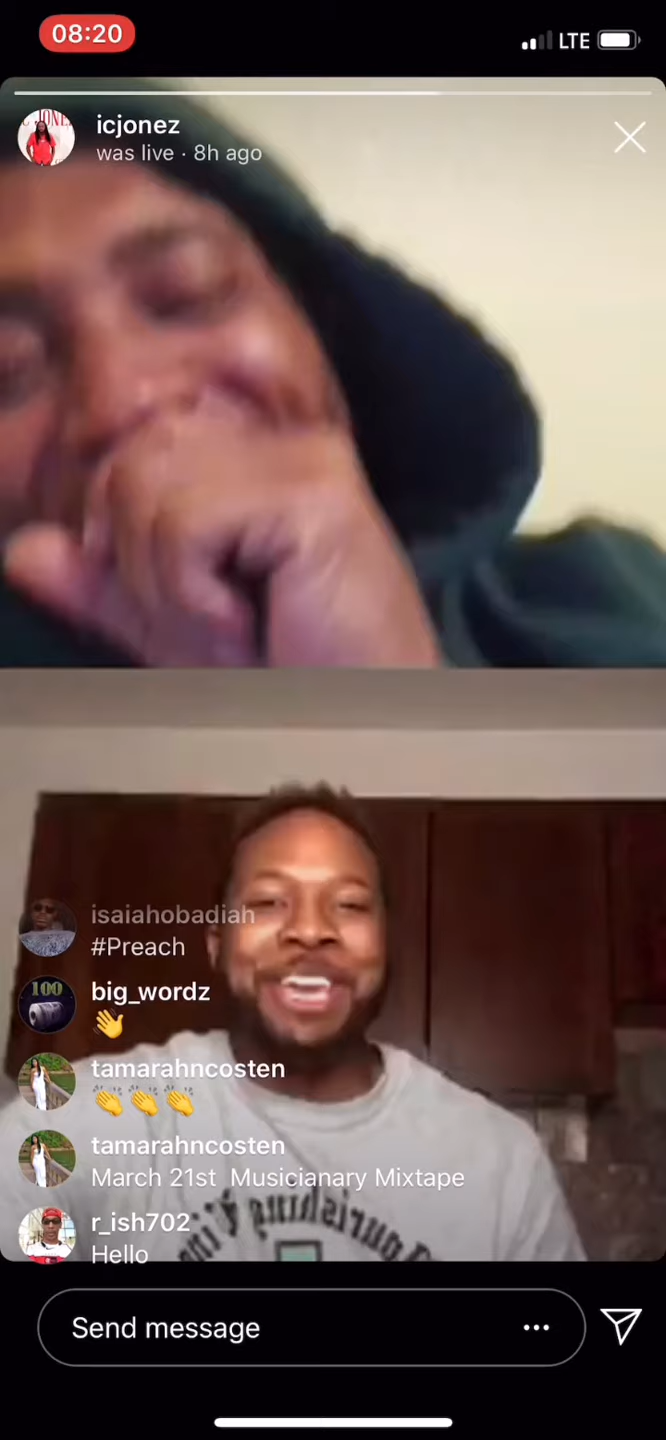 08:20
LTE
icjonez
was live · 8h ago
isaiahobadiah
#Preach
100
big_wordz
👋
tamarahncosten
👏👏👏
tamarahncosten
March 21st Musicianary Mixtape
r_ish702
Hello
Send message